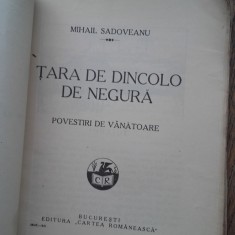 MIHAIL SADOVEANU
ȚARA DE DINCOLO
DE NEGURĂ
POVESTIRI DE VÂNĂTOARE
C R
BUCUREȘTI
EDITURA „CARTEA ROMÂNEASCĂ"